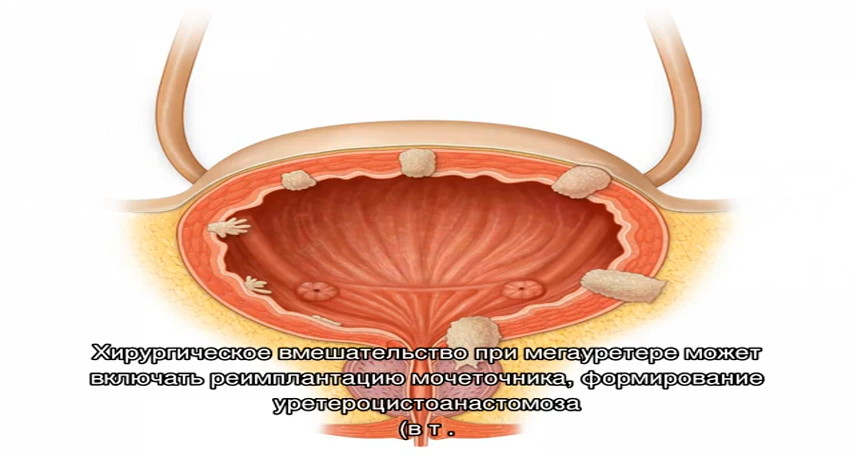 Хирургическое вмешательство при мегауретере может
включать реимплантацию мочеточника, формирование
уретероцистоанастомоза
(в т .